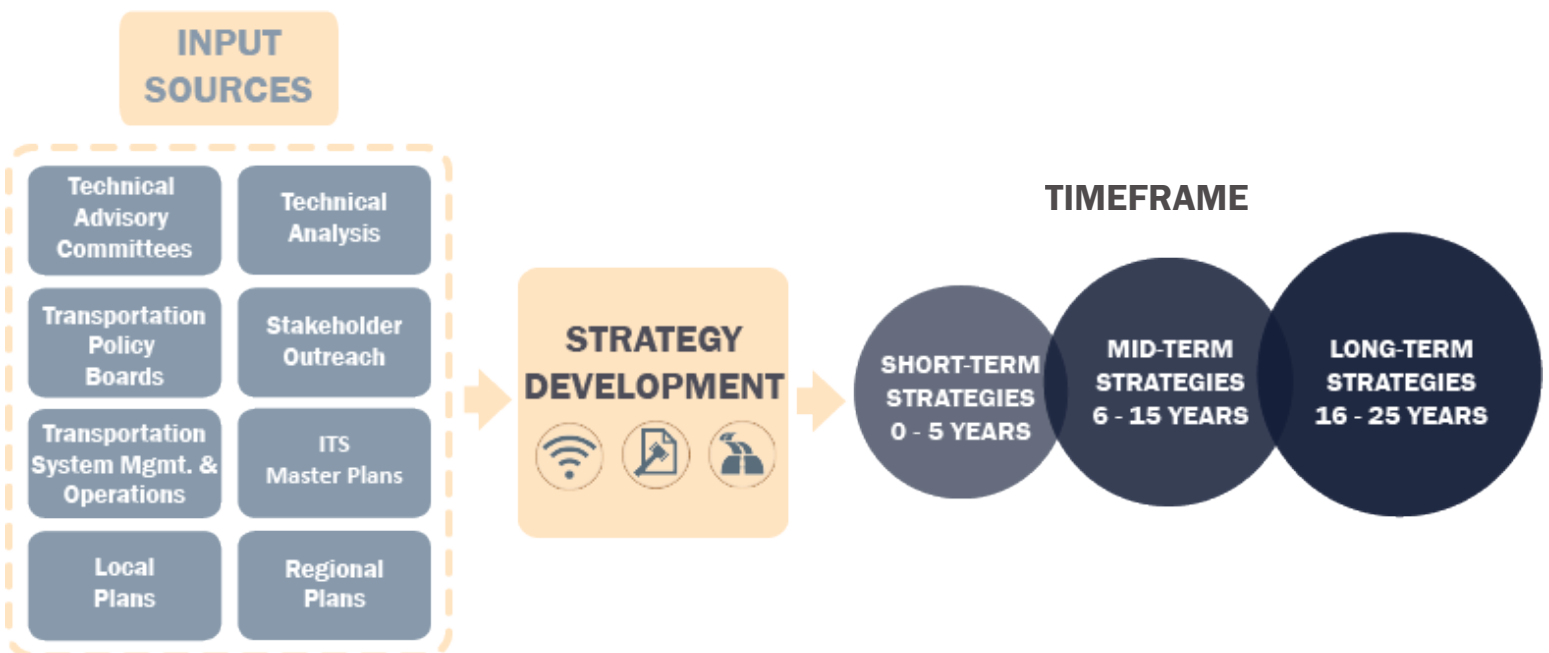 INPUT
SOURCES
Technical
Advisory
Committees
Technical
Analysis
Transportation
Policy
Boards
Stakeholder
Outreach
Transportation
System Mgmt. &
Operations
ITS
Master Plans
Local
Plans
Regional
Plans
STRATEGY
DEVELOPMENT
TIMEFRAME
SHORT-TERM
STRATEGIES
0 - 5 YEARS
MID-TERM
STRATEGIES
6 - 15 YEARS
LONG-TERM
STRATEGIES
16 - 25 YEARS